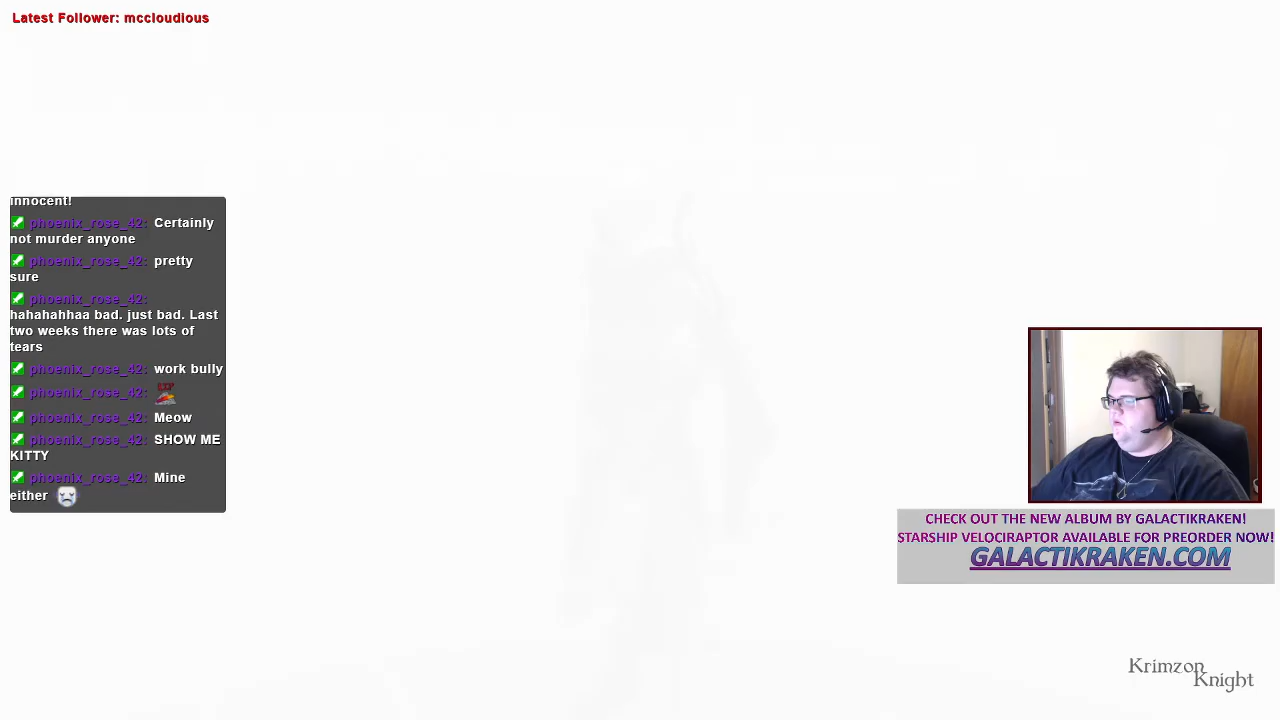 Latest Follower: mccloudious
innocent!
phoenix_rose_42: Certainly
not murder anyone
phoenix_rose_42: pretty
sure
phoenix_rose_42:
hahahahhaa bad. just bad. Last
two weeks there was lots of
tears
phoenix_rose_42: work bully
phoenix_rose_42:
phoenix_rose_42: Meow
phoenix_rose_42: SHOW ME
KITTY
phoenix_rose_42: Mine
either
CHECK OUT THE NEW ALBUM BY GALACTIKRAKEN!
STARSHIP VELOCIRAPTOR AVAILABLE FOR PREORDER NOW!
GALACTIKRAKEN.COM
Krimzon
Knight